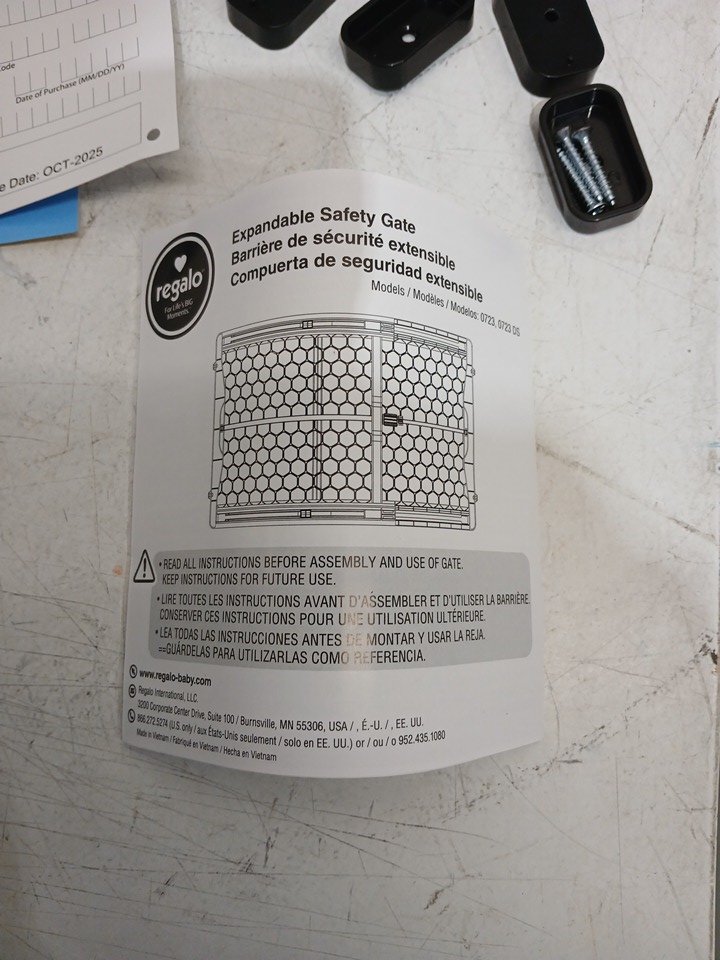 Date of Purchase (MM/DD/YY)
Date: OCT-2025
regalo
For Life's BIG
Moments.
Expandable Safety Gate
Barrière de sécurité extensible
Compuerta de seguridad extensible
Models / Modèles / Modelos: 0723, 0723 DS
• READ ALL INSTRUCTIONS BEFORE ASSEMBLY AND USE OF GATE.
KEEP INSTRUCTIONS FOR FUTURE USE.
• LIRE TOUTES LES INSTRUCTIONS AVANT D'ASSEMBLER ET D'UTILISER LA BARRIÈRE.
CONSERVER CES INSTRUCTIONS POUR UNE UTILISATION ULTÉRIEURE.
• LEA TODAS LAS INSTRUCCIONES ANTES DE MONTAR Y USAR LA REJA.
==GUÁRDELAS PARA UTILIZARLAS COMO REFERENCIA.
www.regalo-baby.com
Regalo International, LLC.
3200 Corporate Center Drive, Suite 100 / Burnsville, MN 55306, USA / , É.-U. / , EE. UU.
866.272.5274 (U.S. only / aux États-Unis seulement / solo en EE. UU.) or / ou / o 952.435.1080
Made in Vietnam / Fabriqué en Vietnam / Hecha en Vietnam